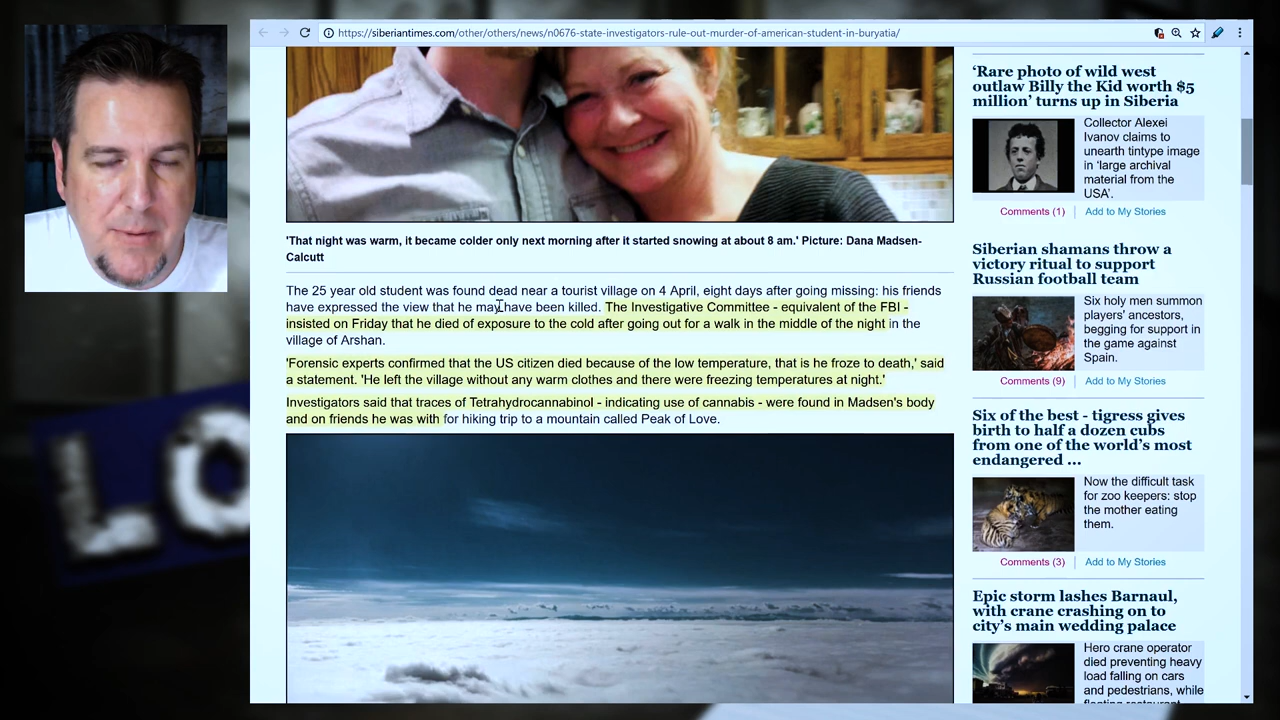 https://siberiantimes.com/other/others/news/n0676-state-investigators-rule-out-murder-of-american-student-in-buryatia/
'That night was warm, it became colder only next morning after it started snowing at about 8 am.' Picture: Dana Madsen-
Calcutt
The 25 year old student was found dead near a tourist village on 4 April, eight days after going missing: his friends
have expressed the view that he may have been killed. The Investigative Committee - equivalent of the FBI -
insisted on Friday that he died of exposure to the cold after going out for a walk in the middle of the night in the
village of Arshan.
'Forensic experts confirmed that the US citizen died because of the low temperature, that is he froze to death,' said
a statement. 'He left the village without any warm clothes and there were freezing temperatures at night.'
Investigators said that traces of Tetrahydrocannabinol - indicating use of cannabis - were found in Madsen's body
and on friends he was with for hiking trip to a mountain called Peak of Love.
‘Rare photo of wild west
outlaw Billy the Kid worth $5
million’ turns up in Siberia
Collector Alexei
Ivanov claims to
unearth tintype image
in ‘large archival
material from the
USA’.
Comments (1) | Add to My Stories
Siberian shamans throw a
victory ritual to support
Russian football team
Six holy men summon
players' ancestors,
begging for support in
the game against
Spain.
Comments (9) | Add to My Stories
Six of the best - tigress gives
birth to half a dozen cubs
from one of the world’s most
endangered ...
Now the difficult task
for zoo keepers: stop
the mother eating
them.
Comments (3) | Add to My Stories
Epic storm lashes Barnaul,
with crane crashing on to
city’s main wedding palace
Hero crane operator
died preventing heavy
load falling on cars
and pedestrians, while
floating restaurant
LO